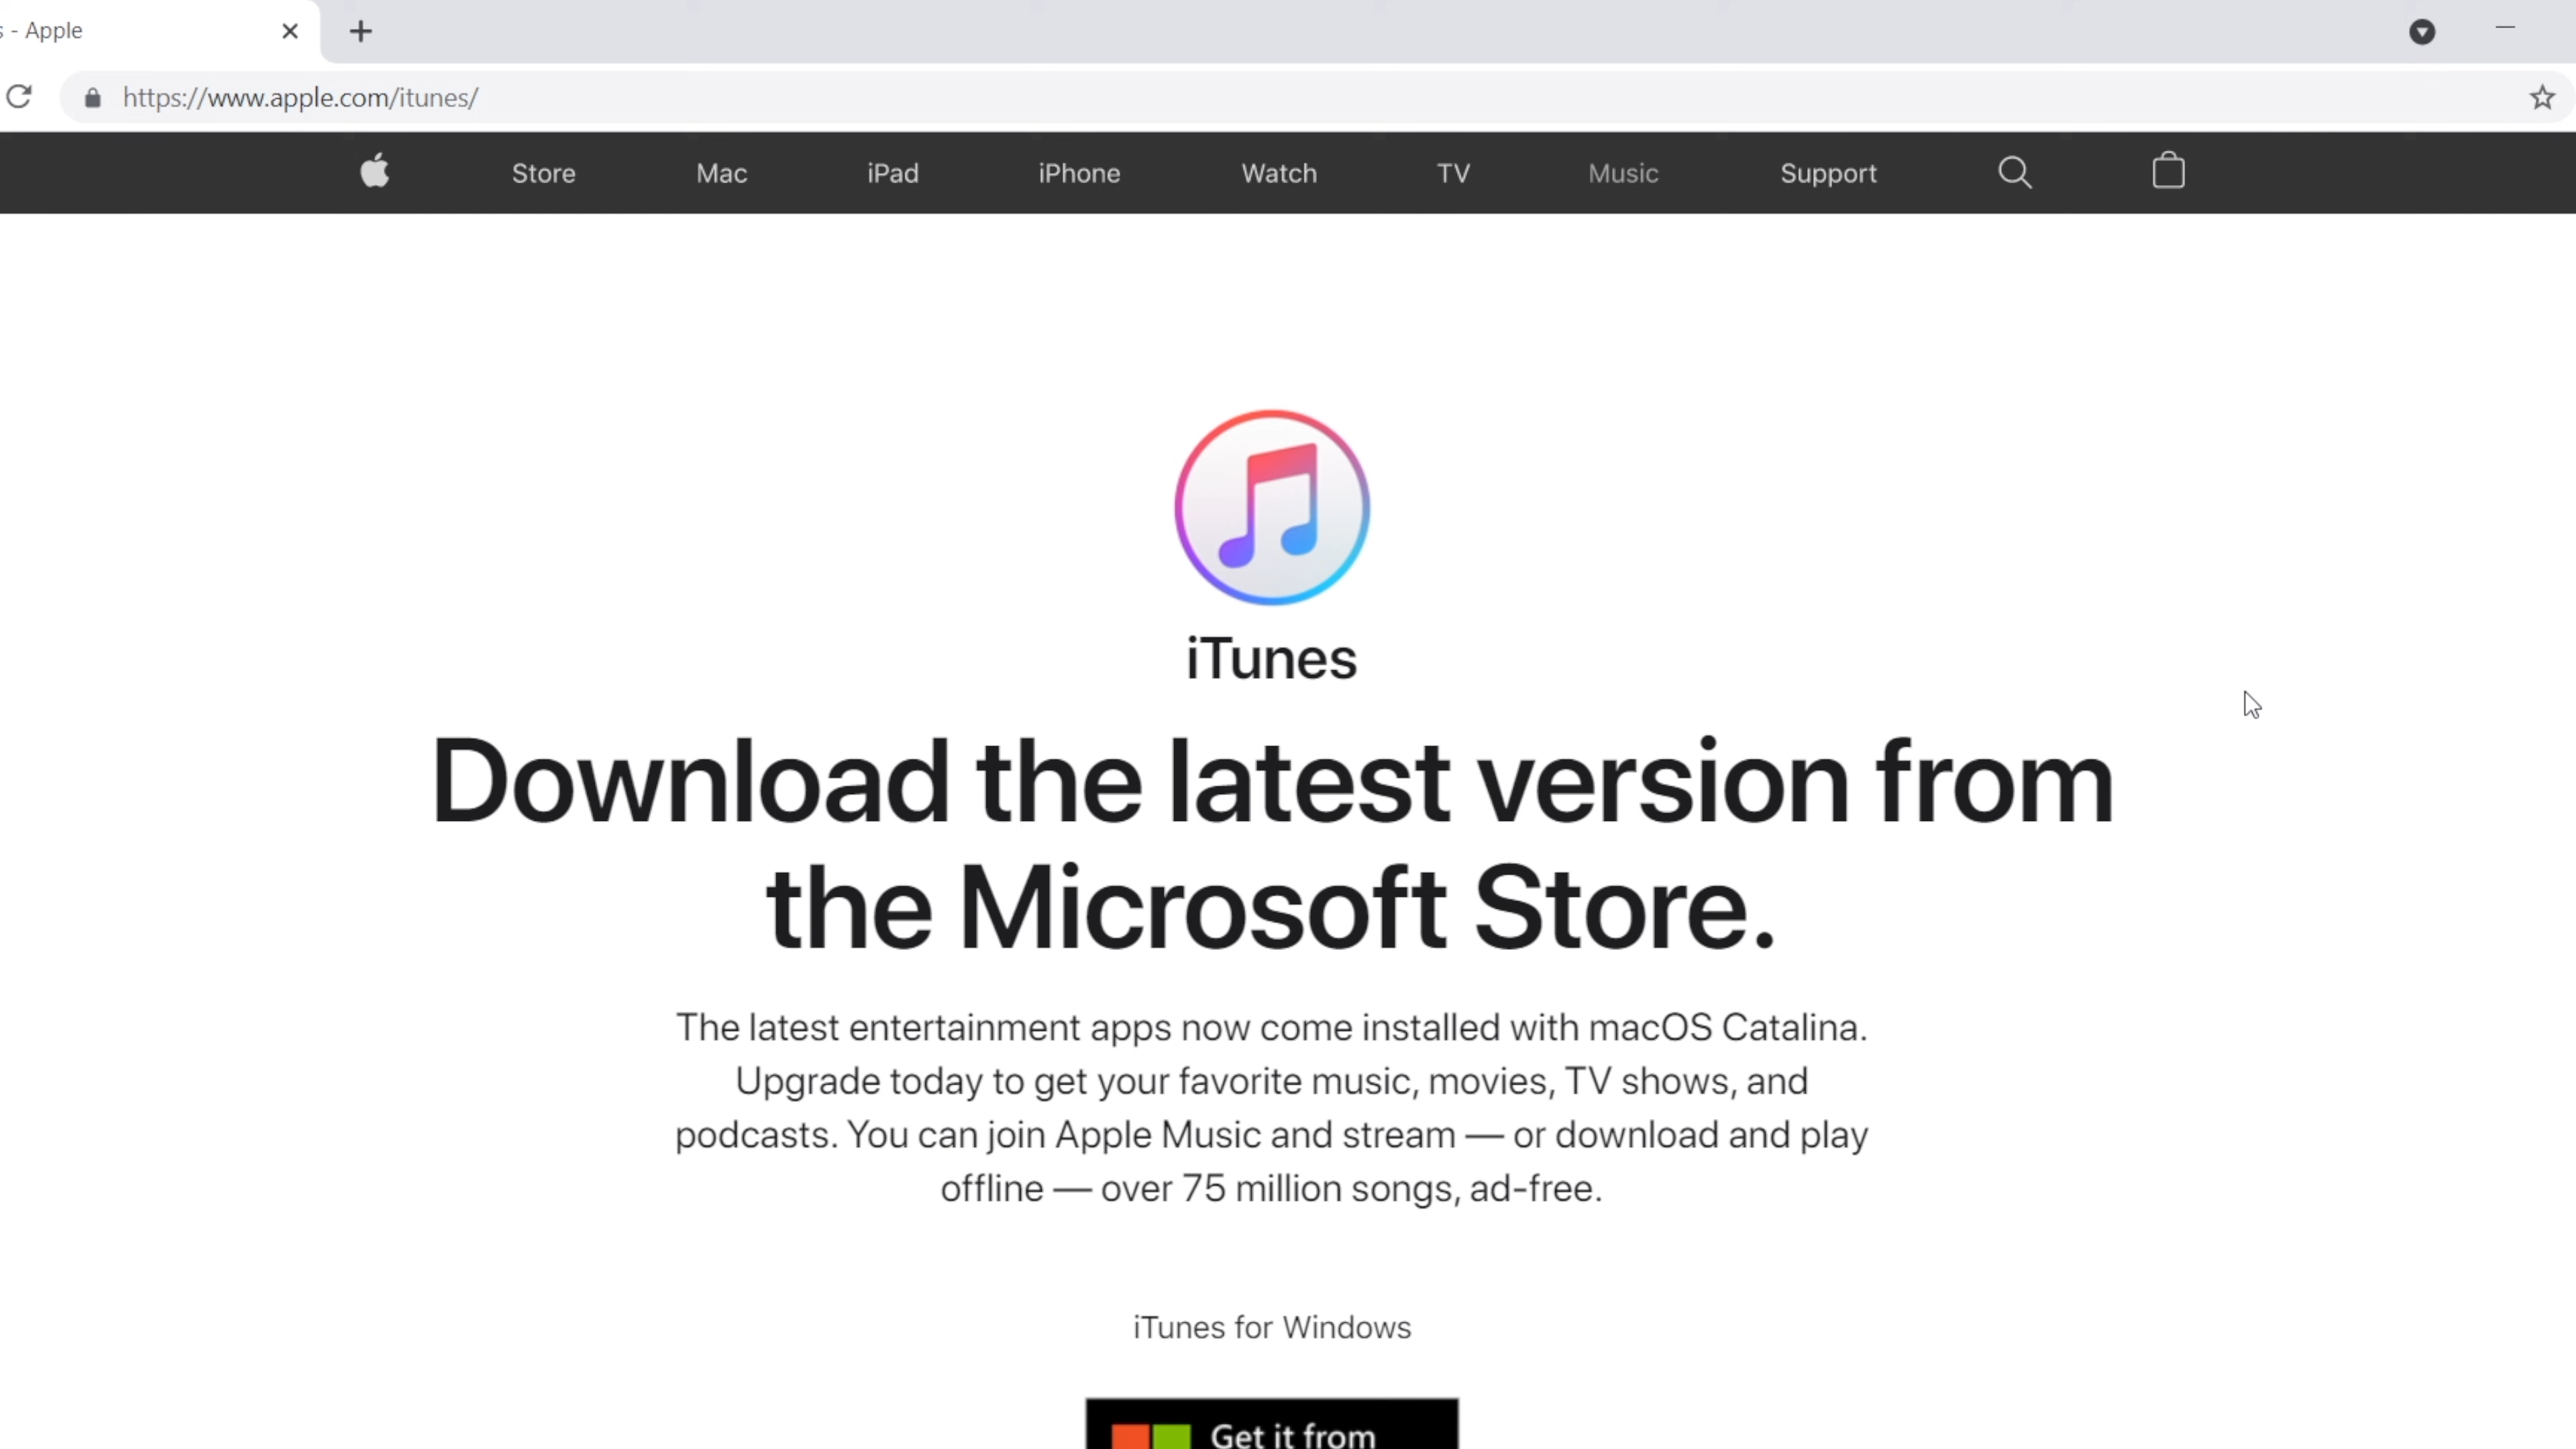 s - Apple
https://www.apple.com/itunes/
Store Mac iPad iPhone Watch TV Music Support
iTunes
Download the latest version from
the Microsoft Store.
The latest entertainment apps now come installed with macOS Catalina.
Upgrade today to get your favorite music, movies, TV shows, and
podcasts. You can join Apple Music and stream — or download and play
offline — over 75 million songs, ad-free.
iTunes for Windows
Get it from